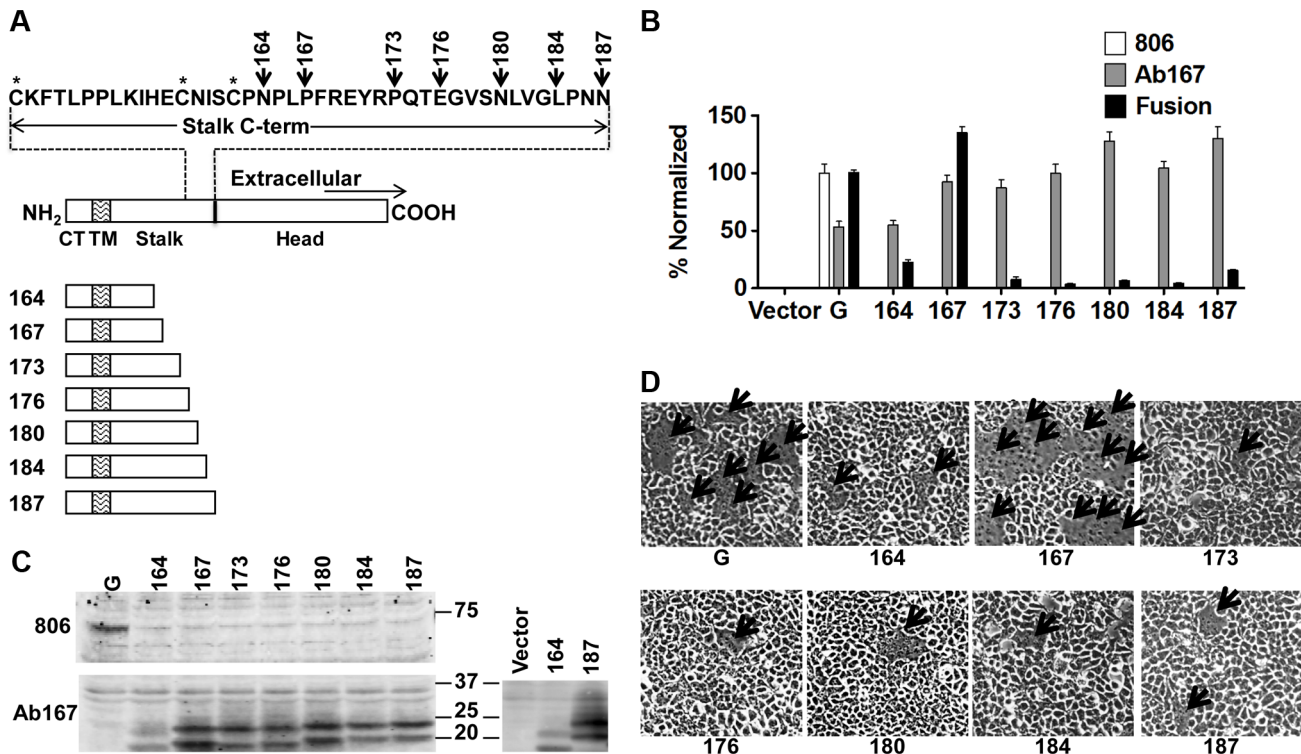 A
164 167 173 176 180 184 187
* * *
CKFTLPPLKIHECNISCPNPLPFREYRPQTEGVSNLVGLPNN
Stalk C-term
Extracellular
NH2 COOH
CT TM Stalk Head
164
167
173
176
180
184
187
B
806
Ab167
Fusion
% Normalized
150
100
50
0
Vector G 164 167 173 176 180 184 187
C
G 164 167 173 176 180 184 187
806
75
Vector 164 187
Ab167
37
25
20
D
G 164 167 173
176 180 184 187